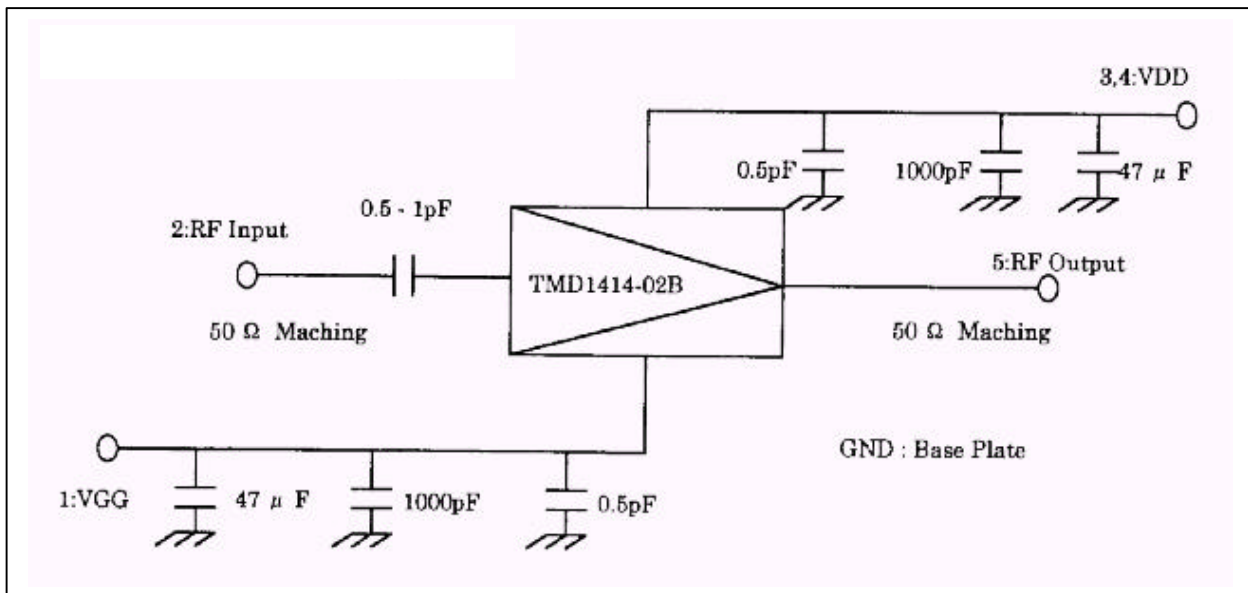 3,4:VDD
0.5pF
1000pF
47 μ F
0.5 - 1pF
2:RF Input
TMD1414-02B
5:RF Output
50 Ω Maching
50 Ω Maching
GND : Base Plate
1:VGG
47 μ F
1000pF
0.5pF